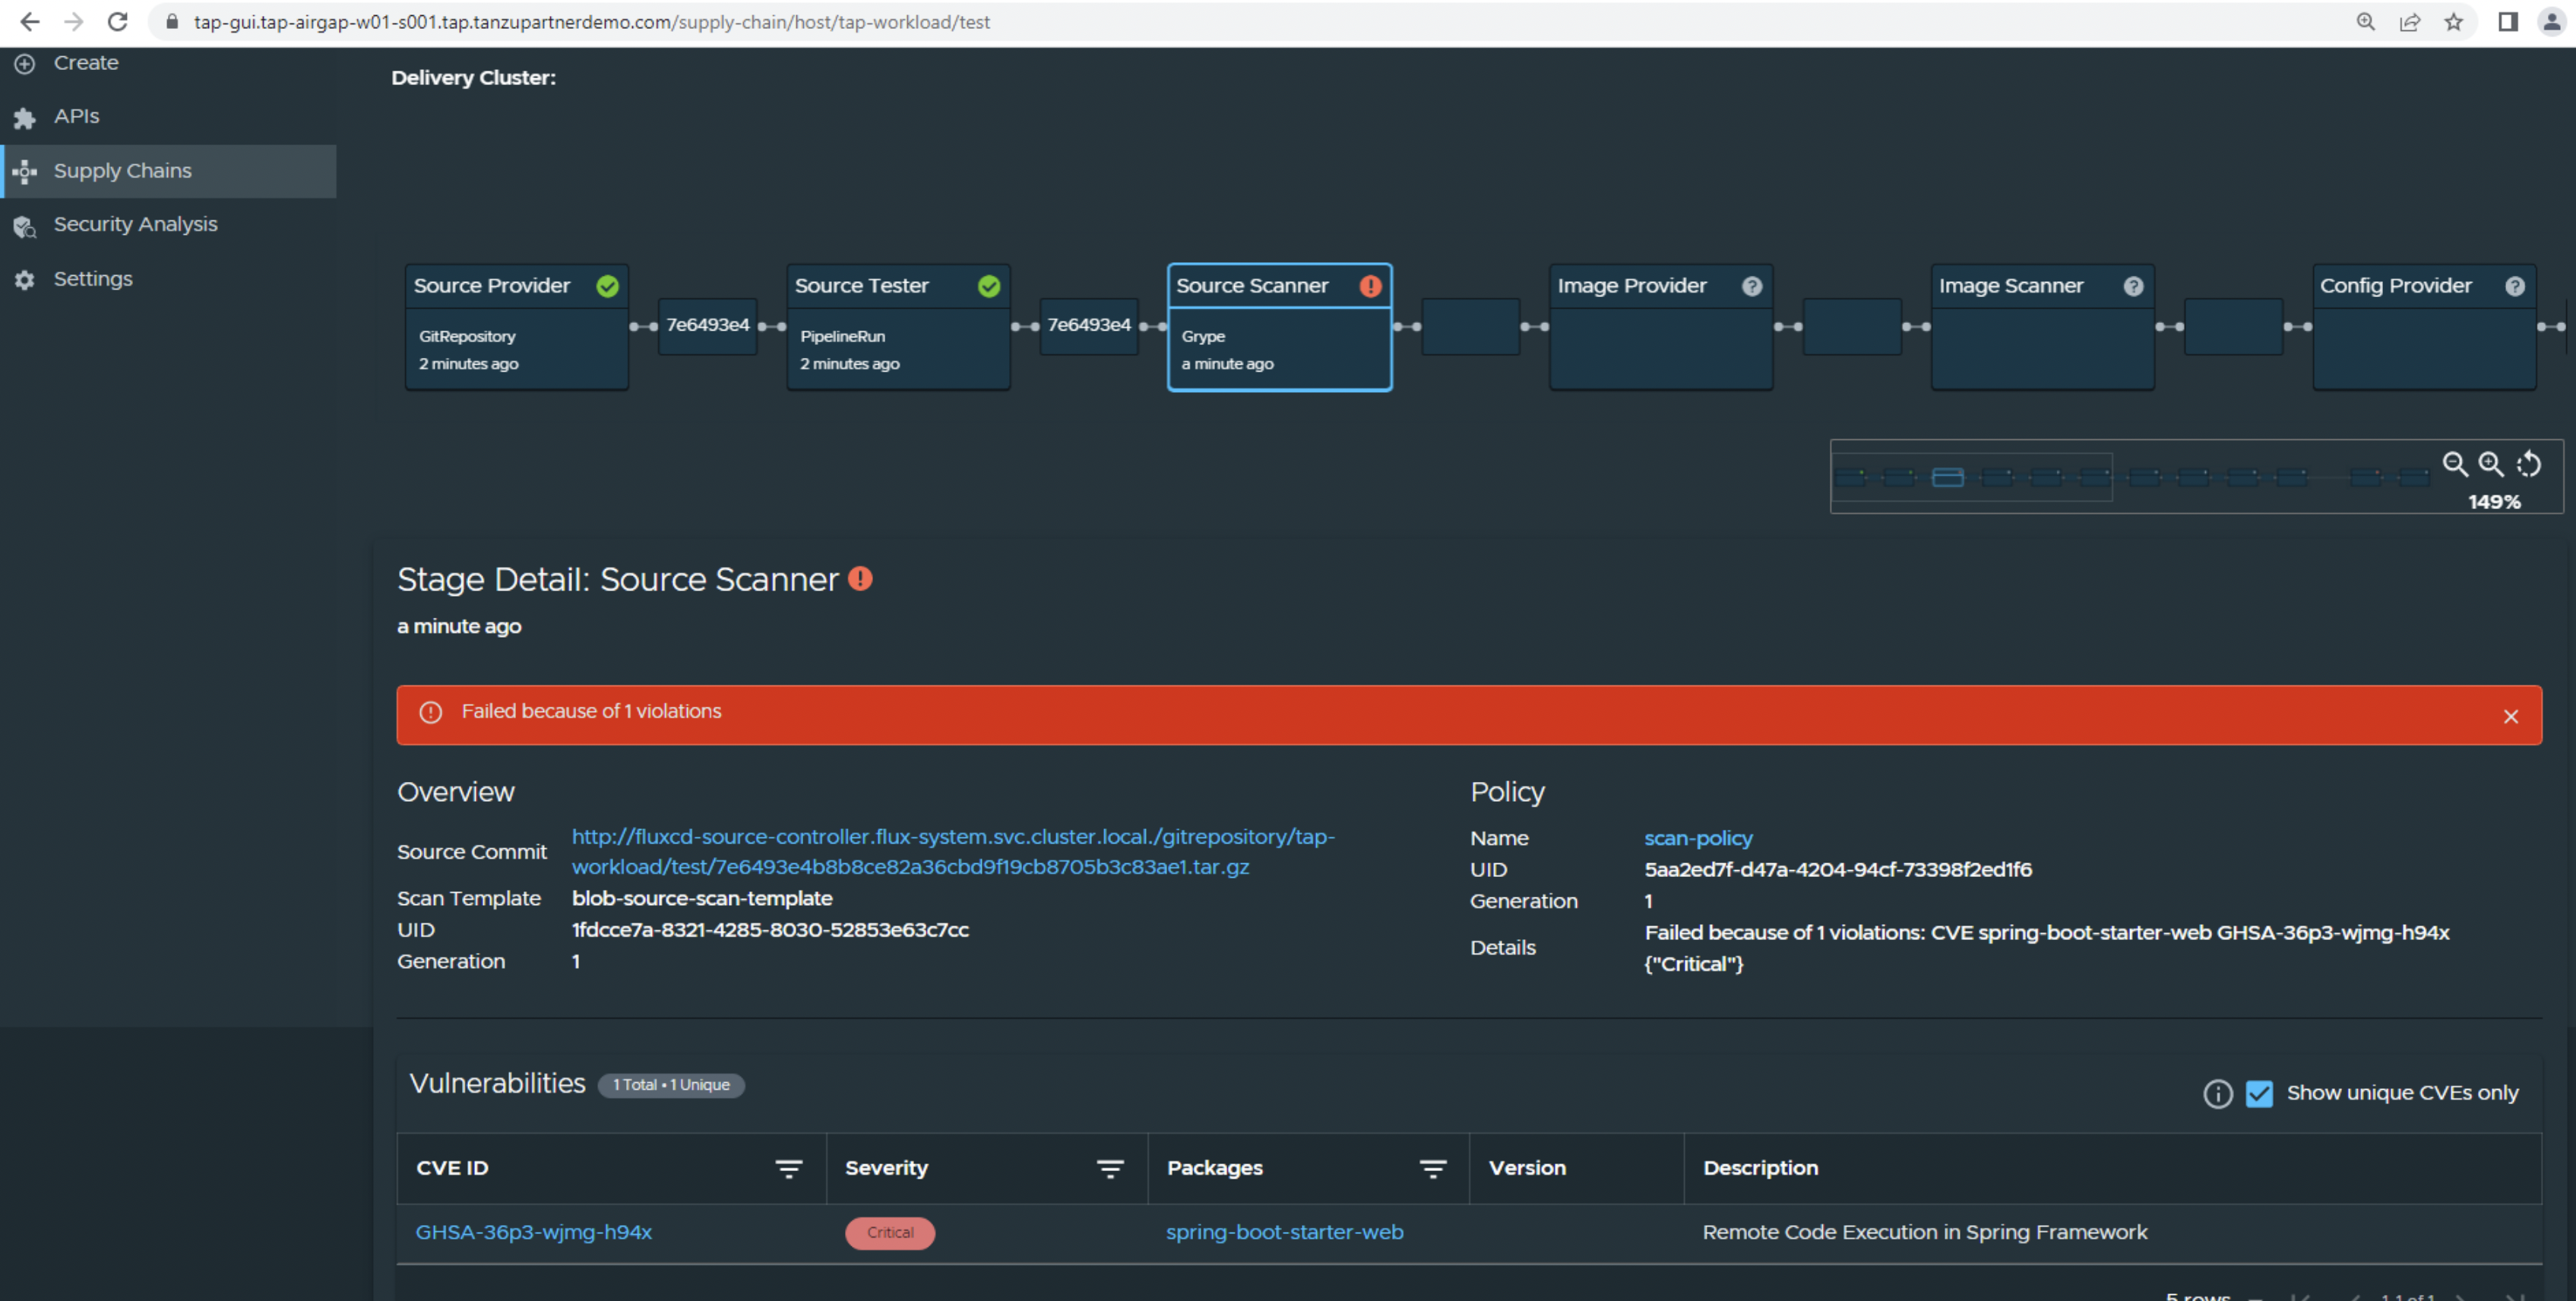 tap-gui.tap-airgap-w01-s001.tap.tanzupartnerdemo.com/supply-chain/host/tap-workload/test
Create
APIs
Supply Chains
Security Analysis
Settings
Delivery Cluster:
Source Provider
GitRepository
2 minutes ago
7e6493e4
Source Tester
PipelineRun
2 minutes ago
7e6493e4
Source Scanner
Grype
a minute ago
Image Provider
Image Scanner
Config Provider
149%
Stage Detail: Source Scanner
a minute ago
Failed because of 1 violations
Overview
Source Commit
http://fluxcd-source-controller.flux-system.svc.cluster.local./gitrepository/tap-
workload/test/7e6493e4b8b8ce82a36cbd9f19cb8705b3c83ae1.tar.gz
Scan Template blob-source-scan-template
UID 1fdcce7a-8321-4285-8030-52853e63c7cc
Generation 1
Policy
Name scan-policy
UID 5aa2ed7f-d47a-4204-94cf-73398f2ed1f6
Generation 1
Details
Failed because of 1 violations: CVE spring-boot-starter-web GHSA-36p3-wjmg-h94x
{"Critical"}
Vulnerabilities 1 Total • 1 Unique
Show unique CVEs only
CVE ID Severity Packages Version Description
GHSA-36p3-wjmg-h94x Critical spring-boot-starter-web Remote Code Execution in Spring Framework
5 rows 1-1 of 1